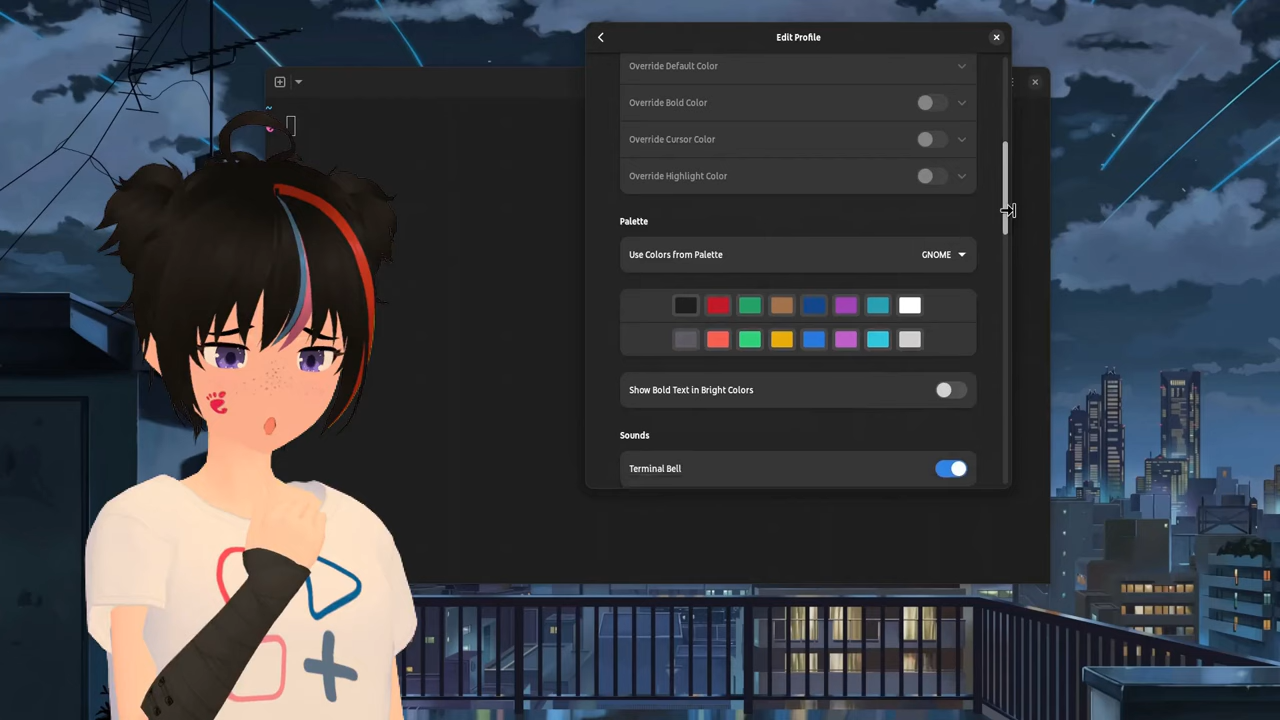 Edit Profile
Override Default Color
Override Bold Color
Override Cursor Color
Override Highlight Color
Palette
Use Colors from Palette
GNOME
Show Bold Text in Bright Colors
Sounds
Terminal Bell
~